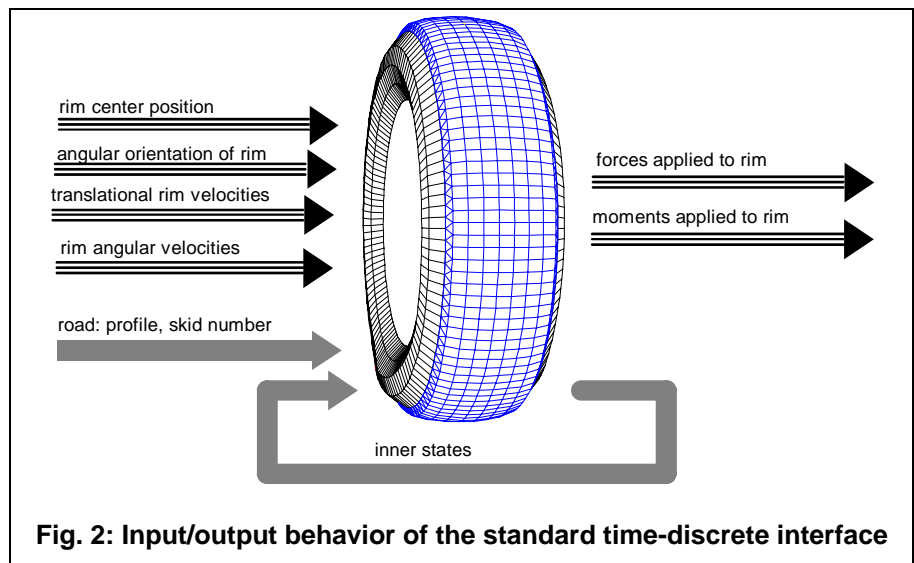 rim center position
angular orientation of rim
translational rim velocities
rim angular velocities
road: profile, skid number
forces applied to rim
moments applied to rim
inner states
Fig. 2: Input/output behavior of the standard time-discrete interface